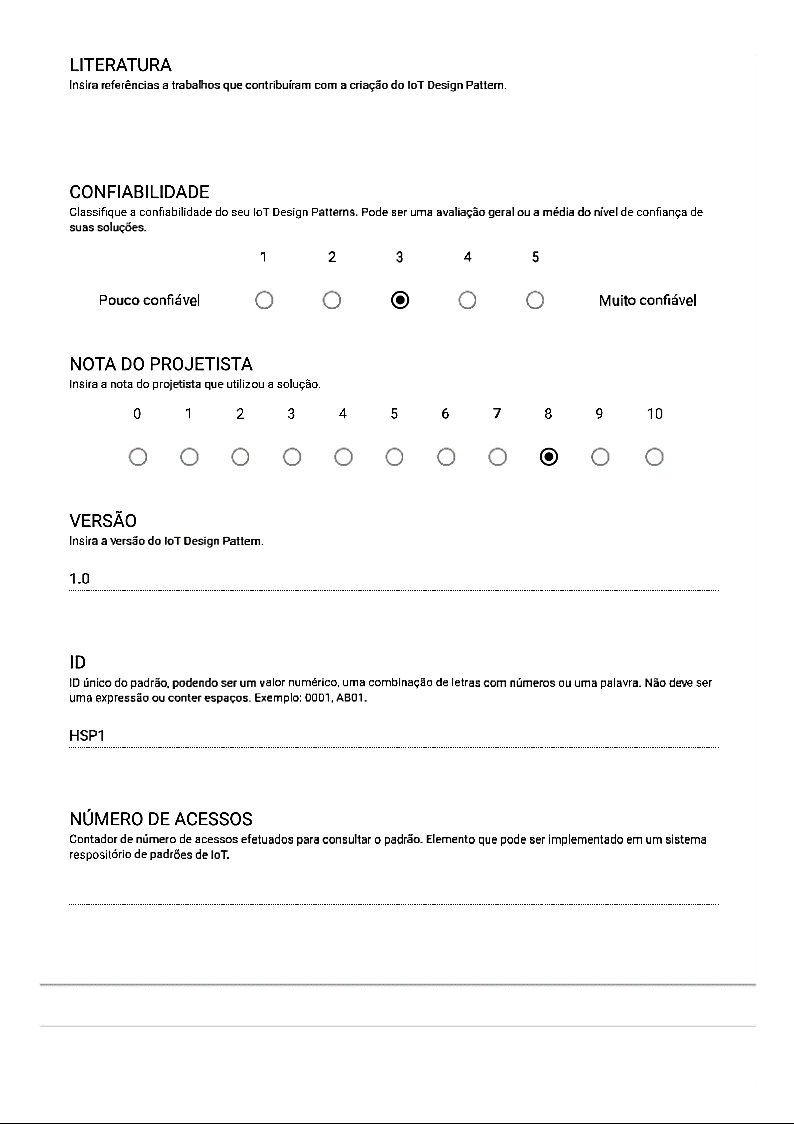 LITERATURA
Insira referências a trabalhos que contribuíram com a criação do IoT Design Pattern.
CONFIABILIDADE
Classifique a confiabilidade do seu IoT Design Patterns. Pode ser uma avaliação geral ou a média do nível de confiança de
suas soluções.
1 2 3 4 5
Pouco confiável Muito confiável
NOTA DO PROJETISTA
Insira a nota do projetista que utilizou a solução.
0 1 2 3 4 5 6 7 8 9 10
VERSÃO
Insira a versão do IoT Design Pattern.
1.0
ID
ID único do padrão, podendo ser um valor numérico, uma combinação de letras com números ou uma palavra. Não deve ser
uma expressão ou conter espaços. Exemplo: 0001, AB01.
HSP1
NÚMERO DE ACESSOS
Contador de número de acessos efetuados para consultar o padrão. Elemento que pode ser implementado em um sistema
respositório de padrões de IoT.